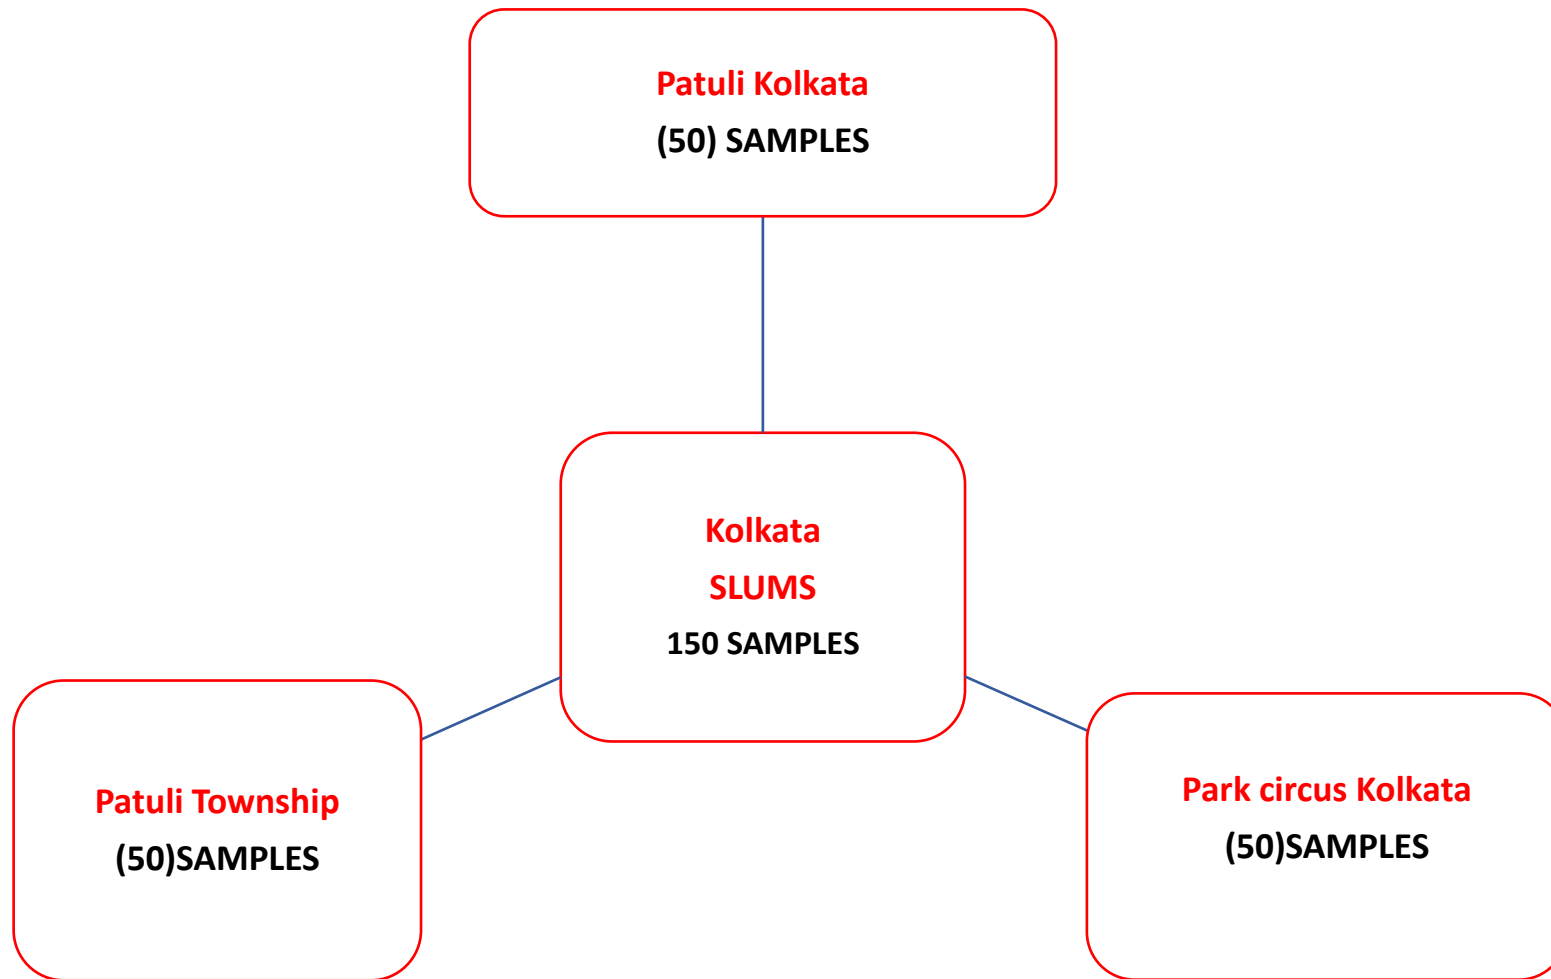 Patuli Kolkata
(50) SAMPLES
Kolkata
SLUMS
150 SAMPLES
Patuli Township
(50)SAMPLES
Park circus Kolkata
(50)SAMPLES